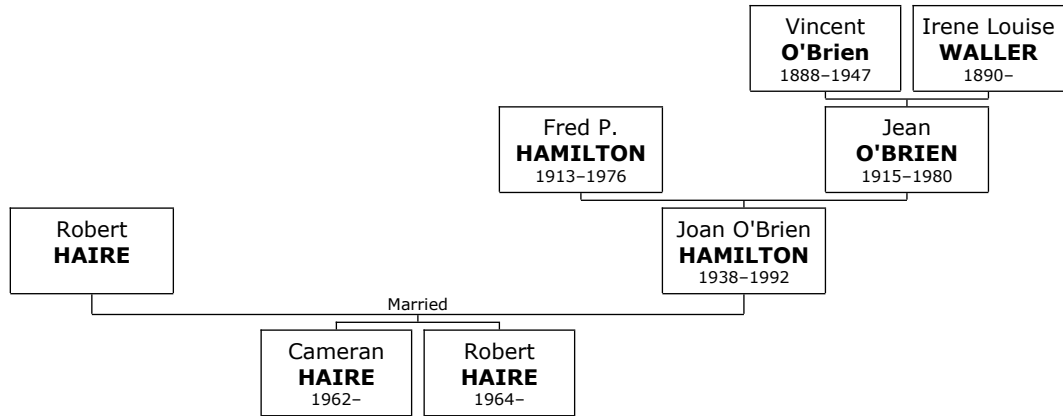 Vincent
O'Brien
1888–1947
Irene Louise
WALLER
1890–
Fred P.
HAMILTON
1913–1976
Jean
O'BRIEN
1915–1980
Robert
HAIRE
Joan O'Brien
HAMILTON
1938–1992
Married
Cameran
HAIRE
1962–
Robert
HAIRE
1964–